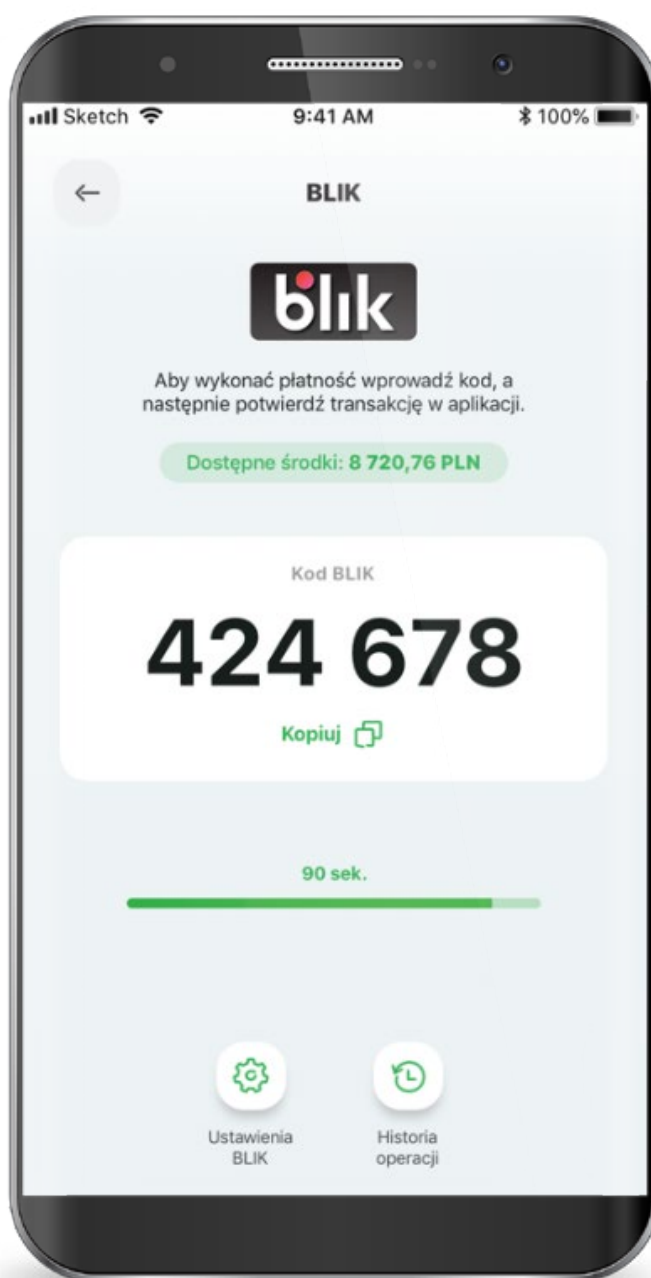 Sketch 9:41 AM 100%
BLIK
blik
Aby wykonać płatność wprowadź kod, a
następnie potwierdź transakcję w aplikacji.
Dostępne środki: 8 720,76 PLN
Kod BLIK
424 678
Kopiuj
90 sek.
Ustawienia
BLIK
Historia
operacji